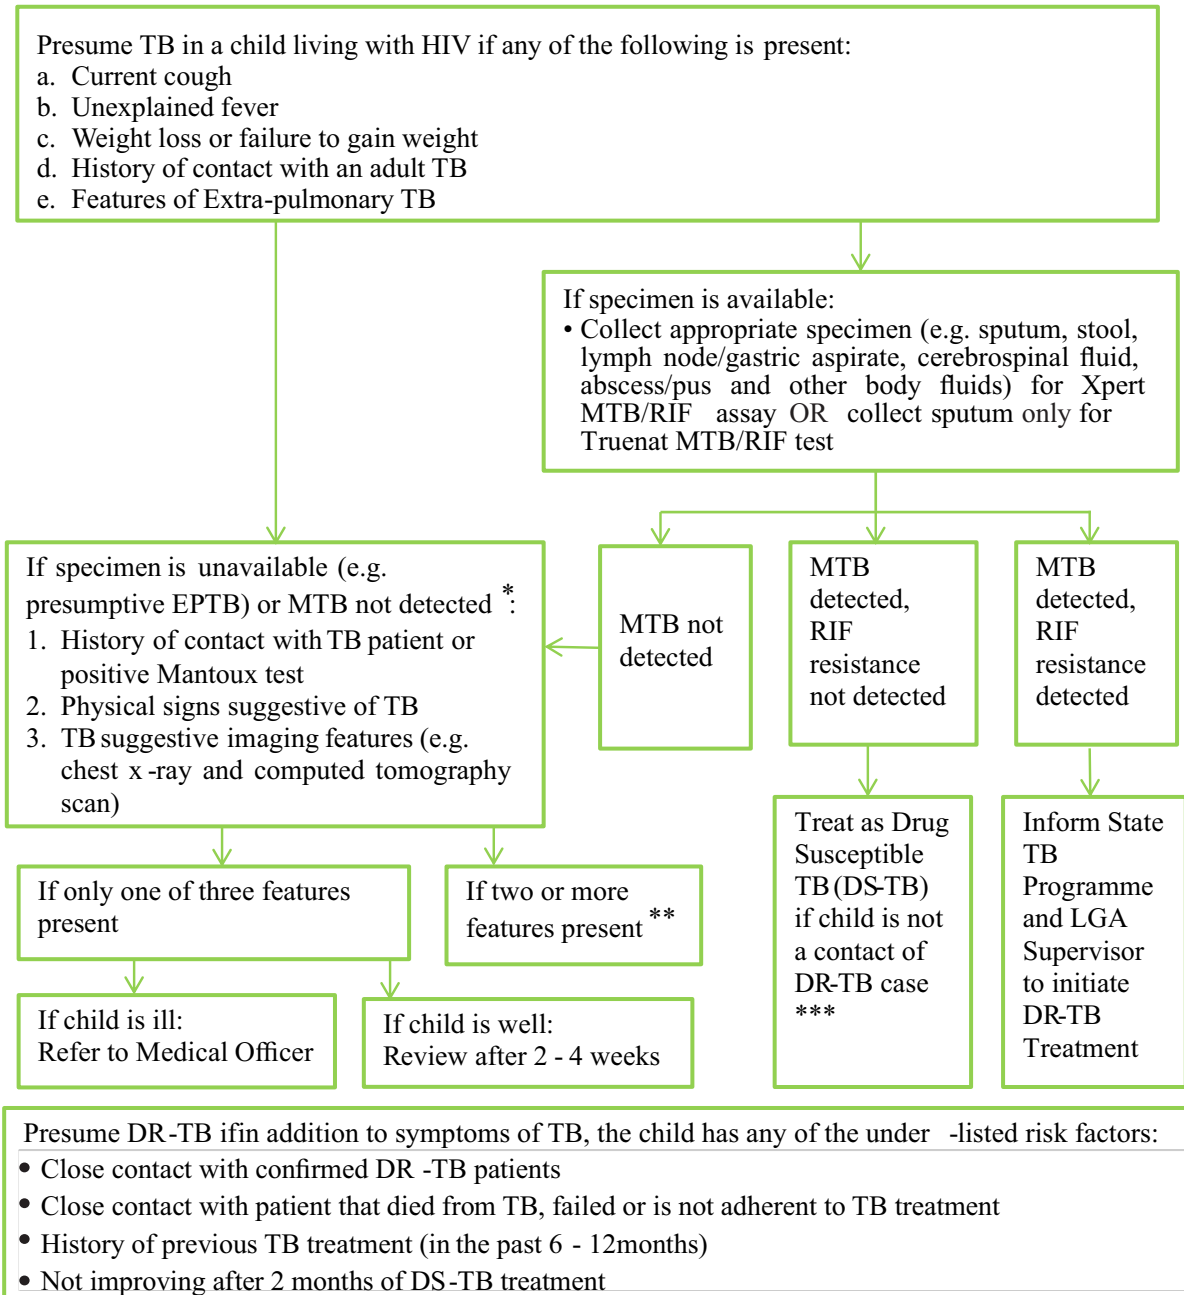 Presume TB in a child living with HIV if any of the following is present:
a. Current cough
b. Unexplained fever
c. Weight loss or failure to gain weight
d. History of contact with an adult TB
e. Features of Extra-pulmonary TB
If specimen is available:
• Collect appropriate specimen (e.g. sputum, stool,
lymph node/gastric aspirate, cerebrospinal fluid,
abscess/pus and other body fluids) for Xpert
MTB/RIF assay OR collect sputum only for
Truenat MTB/RIF test
If specimen is unavailable (e.g.
presumptive EPTB) or MTB not detected *:
1. History of contact with TB patient or
positive Mantoux test
2. Physical signs suggestive of TB
3. TB suggestive imaging features (e.g.
chest x -ray and computed tomography
scan)
MTB not
detected
MTB
detected,
RIF
resistance
not detected
MTB
detected,
RIF
resistance
detected
If only one of three features
present
If two or more
features present **
Treat as Drug
Susceptible
TB (DS-TB)
if child is not
a contact of
DR-TB case
***
Inform State
TB
Programme
and LGA
Supervisor
to initiate
DR-TB
Treatment
If child is ill:
Refer to Medical Officer
If child is well:
Review after 2 - 4 weeks
Presume DR-TB ifin addition to symptoms of TB, the child has any of the under -listed risk factors:
• Close contact with confirmed DR -TB patients
• Close contact with patient that died from TB, failed or is not adherent to TB treatment
• History of previous TB treatment (in the past 6 - 12months)
• Not improving after 2 months of DS-TB treatment